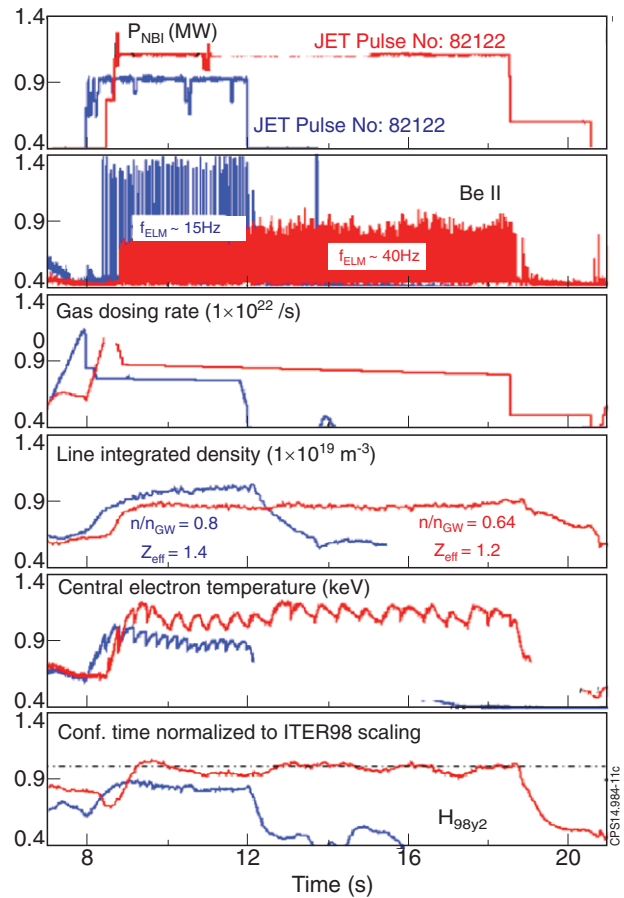 1.4
P_NBI (MW)
JET Pulse No: 82122
0.9
JET Pulse No: 82122
0.4
1.4
Be II
0.9
f_ELM ~ 15Hz
f_ELM ~ 40Hz
0.4
1.4
Gas dosing rate (1×10^22 /s)
0
0.9
0.4
1.4
Line integrated density (1×10^19 m^-3)
0.9
n/n_GW = 0.8
n/n_GW = 0.64
Z_eff = 1.4
Z_eff = 1.2
0.4
1.4
Central electron temperature (keV)
0.9
0.4
1.4
Conf. time normalized to ITER98 scaling
0.9
H_98y2
0.4
8 12 16 20
Time (s)
CPS14.984-11c